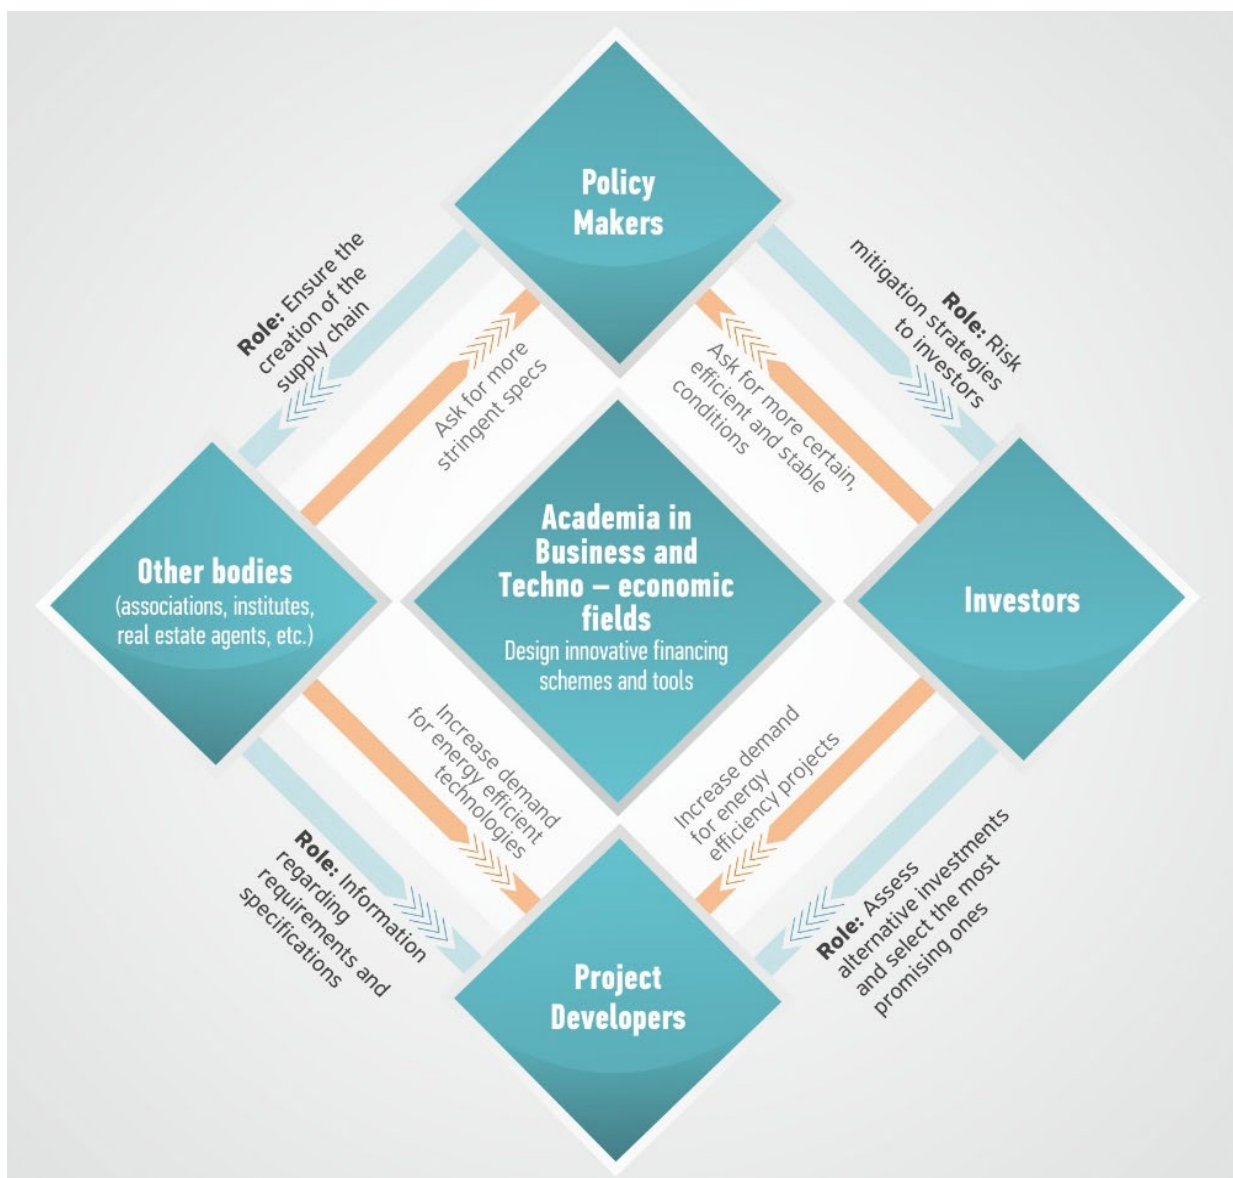 Policy
Makers
Role: Ensure the
creation of the
supply chain
Ask for more
stringent specs
Ask for more certain,
efficient and stable
conditions
Role: Risk
mitigation strategies
to investors
Other bodies
(associations, institutes,
real estate agents, etc.)
Academia in
Business and
Techno – economic
fields
Design innovative financing
schemes and tools
Investors
Role: Information
regarding
requirements and
specifications
Increase demand
for energy efficient
technologies
Increase demand
for energy
efficiency projects
Role: Assess
alternative investments
and select the most
promising ones
Project
Developers